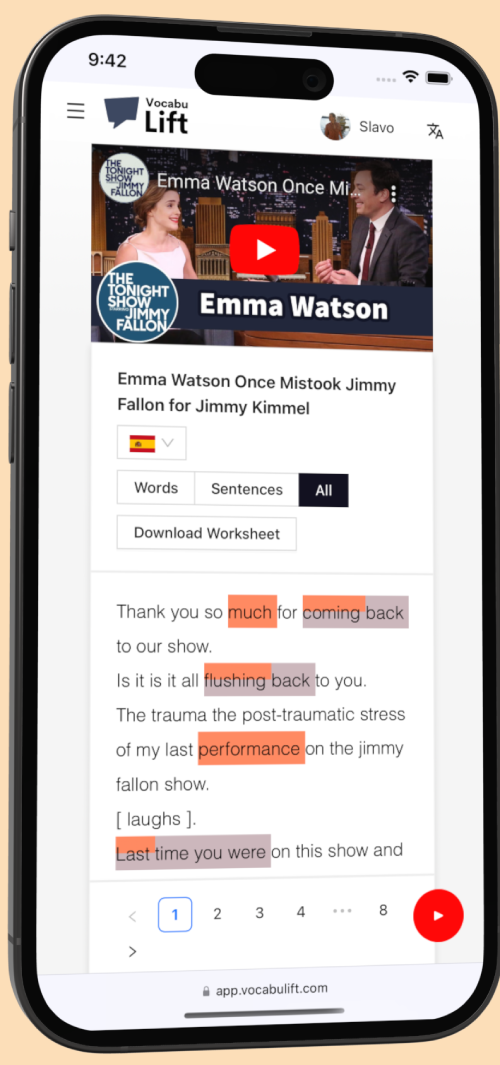 9:42
Vocabu
Lift
Slavo
THE
TONIGHT
SHOW
JIMMY
FALLON
Emma Watson Once Mi...
THE
TONIGHT
SHOW
JIMMY
FALLON
Emma Watson
Emma Watson Once Mistook Jimmy
Fallon for Jimmy Kimmel
Words Sentences All
Download Worksheet
Thank you so much for coming back
to our show.
Is it is it all flushing back to you.
The trauma the post-traumatic stress
of my last performance on the jimmy
fallon show.
[ laughs ].
Last time you were on this show and
< 1 2 3 4 ••• 8
>
app.vocabulift.com